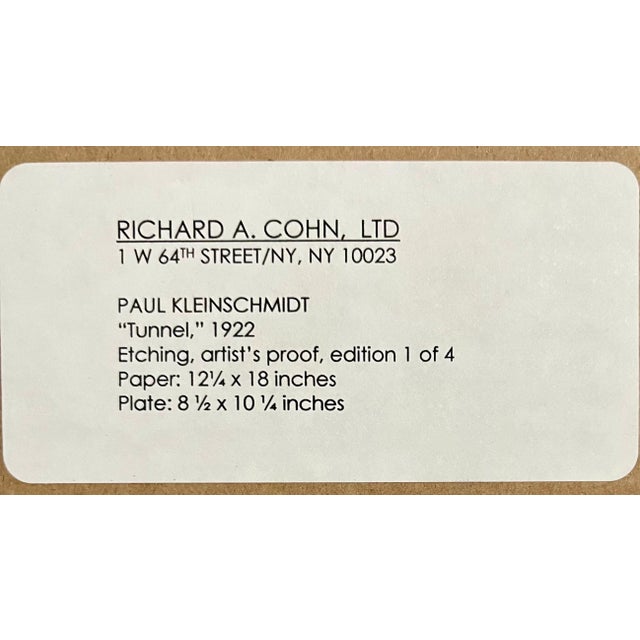 RICHARD A. COHN, LTD
1 W 64TH STREET/NY, NY 10023
PAUL KLEINSCHMIDT
“Tunnel,” 1922
Etching, artist’s proof, edition 1 of 4
Paper: 12¼ x 18 inches
Plate: 8 ½ x 10 ¼ inches